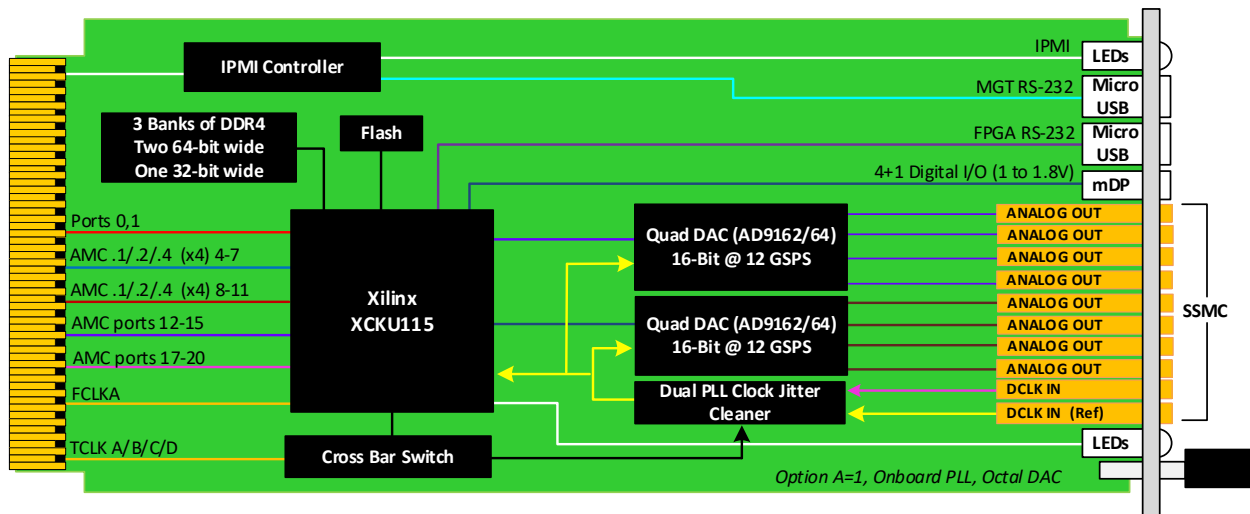 IPMI Controller
IPMI
LEDs
MGT RS-232
Micro
USB
3 Banks of DDR4
Two 64-bit wide
One 32-bit wide
Flash
FPGA RS-232
Micro
USB
4+1 Digital I/O (1 to 1.8V)
mDP
Ports 0,1
AMC .1/.2/.4 (x4) 4-7
AMC .1/.2/.4 (x4) 8-11
AMC ports 12-15
AMC ports 17-20
FCLKA
TCLK A/B/C/D
Xilinx
XCKU115
Cross Bar Switch
Quad DAC (AD9162/64)
16-Bit @ 12 GSPS
Quad DAC (AD9162/64)
16-Bit @ 12 GSPS
Dual PLL Clock Jitter
Cleaner
ANALOG OUT
ANALOG OUT
ANALOG OUT
ANALOG OUT
ANALOG OUT
ANALOG OUT
ANALOG OUT
ANALOG OUT
DCLK IN
DCLK IN (Ref)
SSMC
LEDs
Option A=1, Onboard PLL, Octal DAC